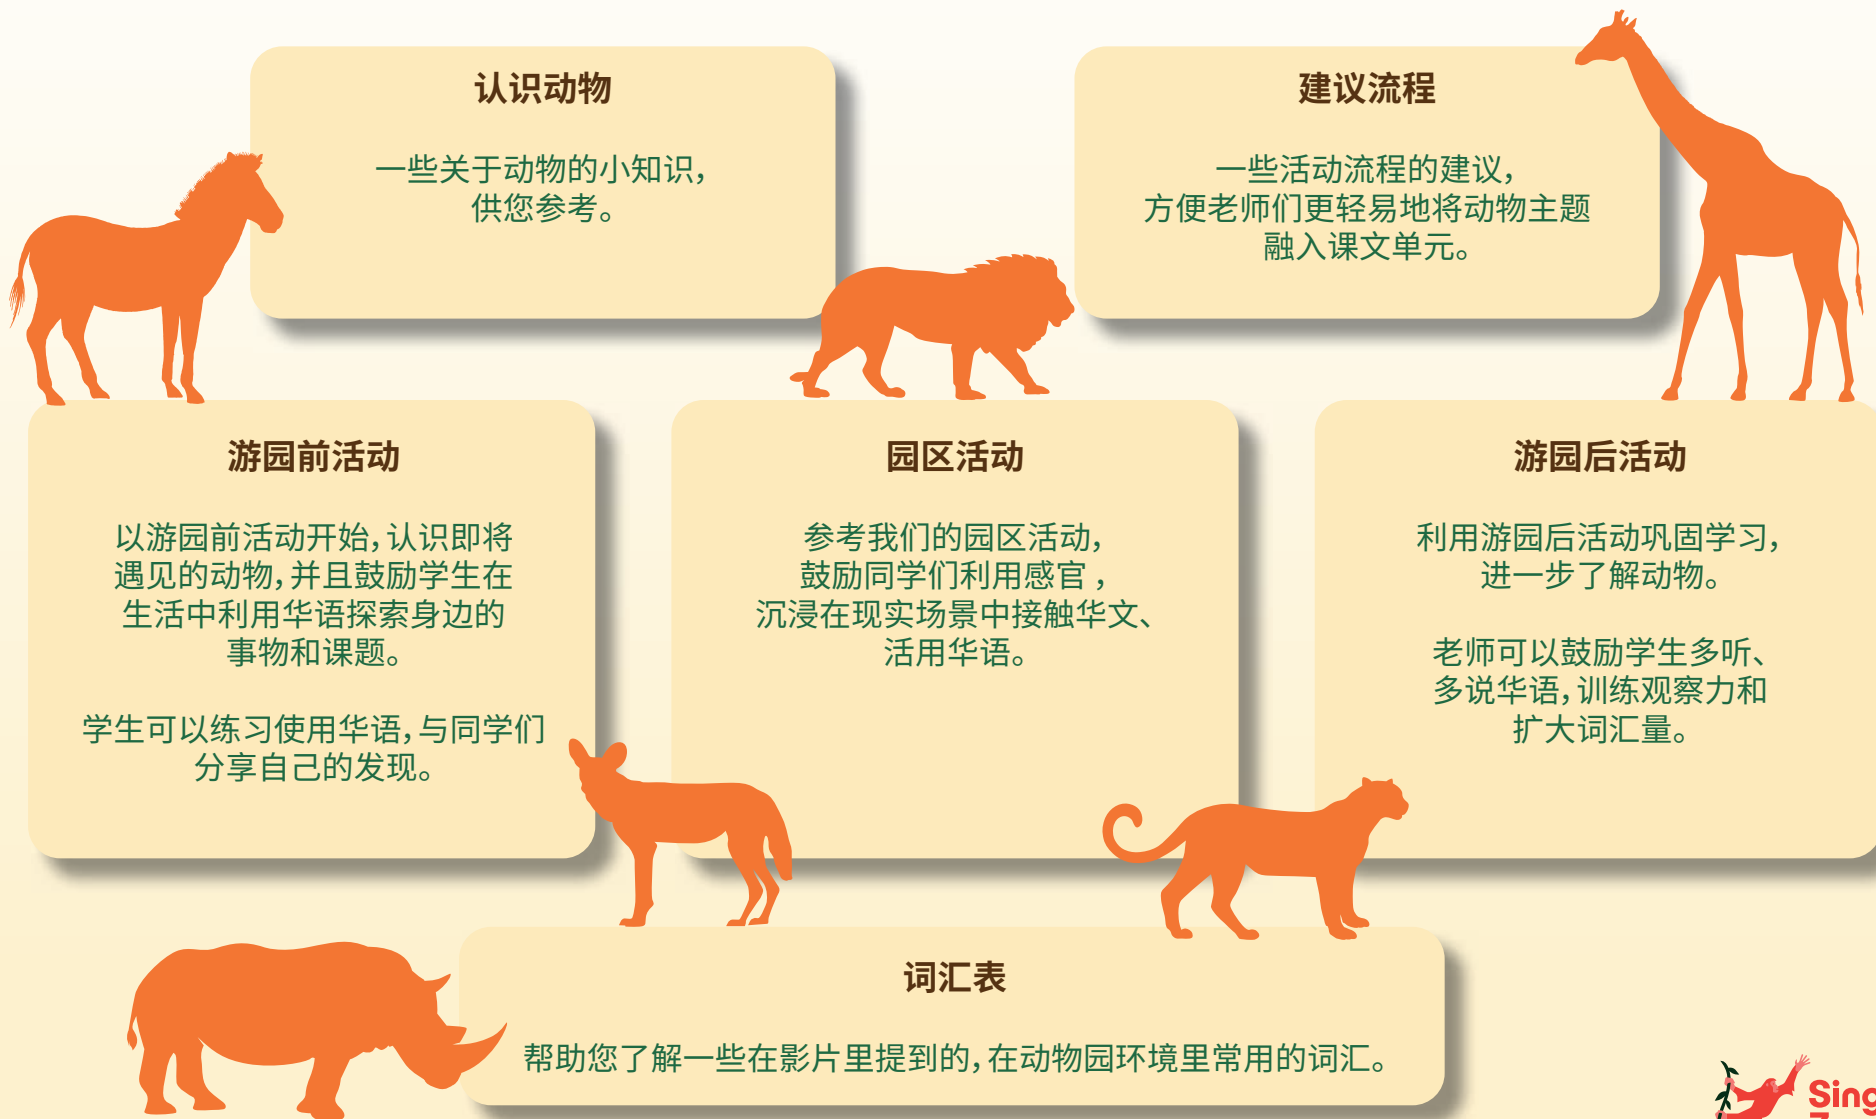 认识动物
一些关于动物的小知识，
供您参考。
建议流程
一些活动流程的建议，
方便老师们更轻易地将动物主题
融入课文单元。
游园前活动
以游园前活动开始，认识即将
遇见的动物，并且鼓励学生在
生活中利用华语探索身边的
事物和课题。
学生可以练习使用华语，与同学们
分享自己的发现。
园区活动
参考我们的园区活动，
鼓励同学们利用感官，
沉浸在现实场景中接触华文、
活用华语。
游园后活动
利用游园后活动巩固学习，
进一步了解动物。
老师可以鼓励学生多听、
多说华语，训练观察力和
扩大词汇量。
词汇表
帮助您了解一些在影片里提到的，在动物园环境里常用的词汇。
Sing